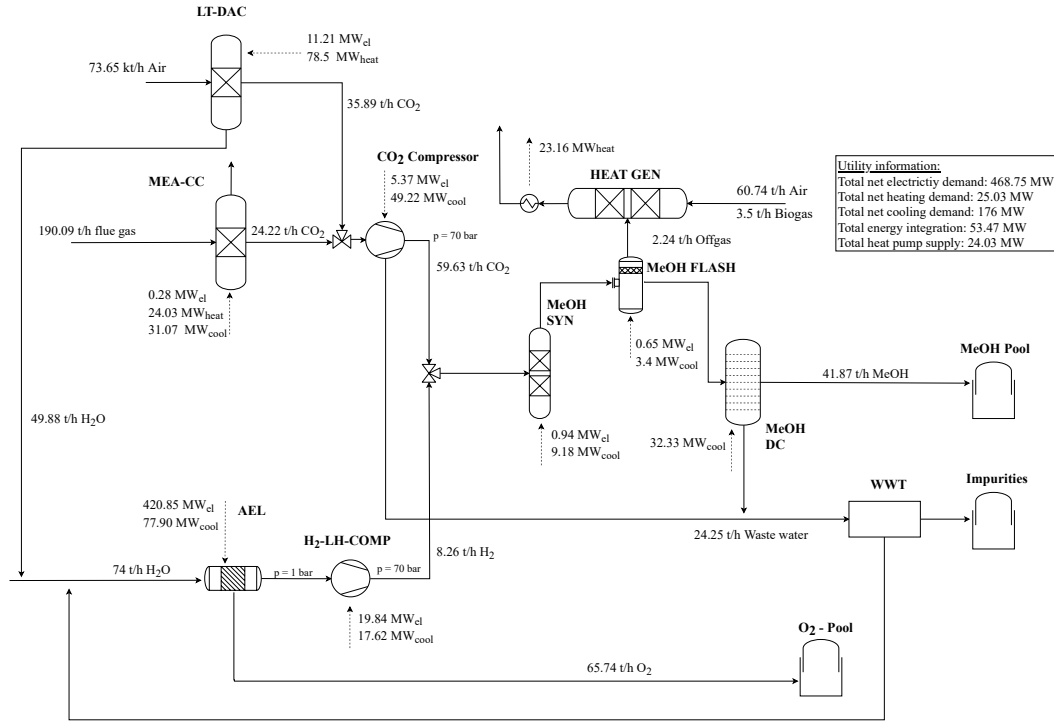 LT-DAC
11.21 MWel
78.5 MWheat
73.65 kt/h Air
35.89 t/h CO2
CO2 Compressor
5.37 MWel
49.22 MWcool
MEA-CC
190.09 t/h flue gas
24.22 t/h CO2
p = 70 bar
59.63 t/h CO2
0.28 MWel
24.03 MWheat
31.07 MWcool
23.16 MWheat
HEAT GEN
60.74 t/h Air
3.5 t/h Biogas
2.24 t/h Offgas
MeOH FLASH
MeOH
SYN
0.65 MWel
3.4 MWcool
Utility information:
Total net electrictiy demand: 468.75 MW
Total net heating demand: 25.03 MW
Total net cooling demand: 176 MW
Total energy integration: 53.47 MW
Total heat pump supply: 24.03 MW
41.87 t/h MeOH
MeOH Pool
49.88 t/h H2O
0.94 MWel
9.18 MWcool
32.33 MWcool
MeOH
DC
WWT
Impurities
24.25 t/h Waste water
420.85 MWel
77.90 MWcool
AEL
H2-LH-COMP
8.26 t/h H2
74 t/h H2O
p = 1 bar
p = 70 bar
19.84 MWel
17.62 MWcool
O2 - Pool
65.74 t/h O2